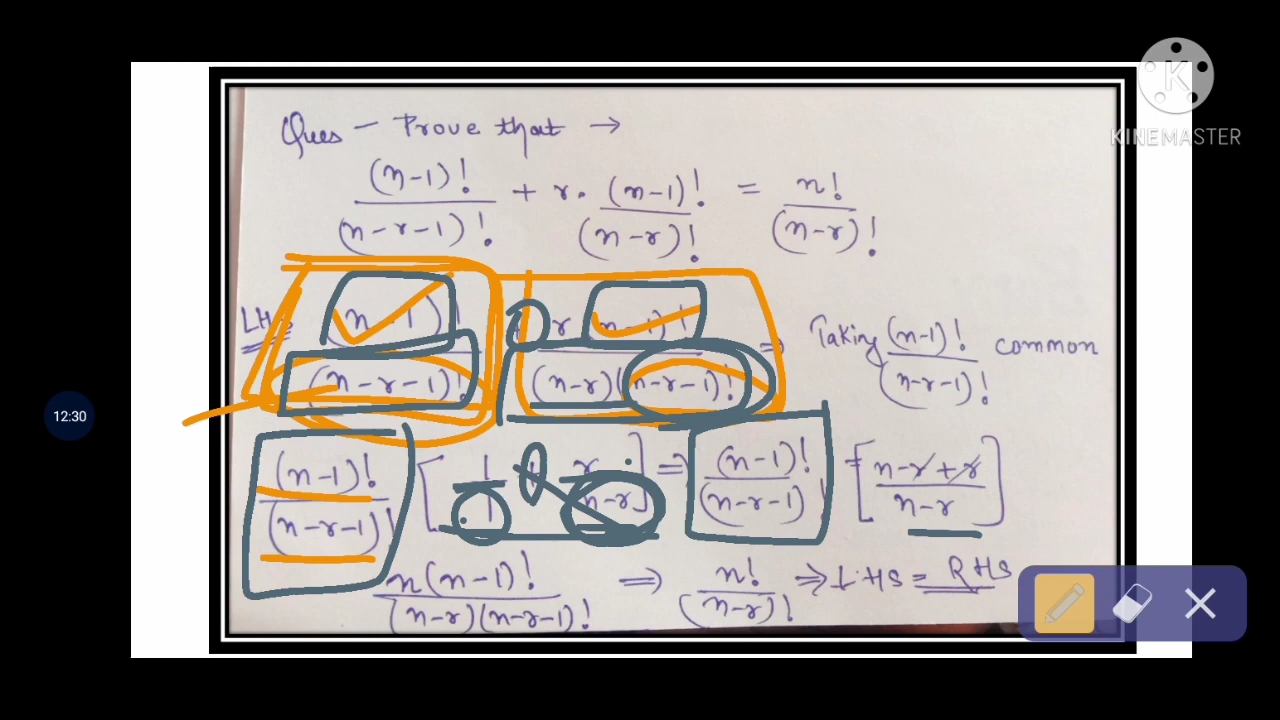 Ques - Prove that →
(n-1)! / (n-r-1)! + r. (n-1)! / (n-r)! = n! / (n-r)!
n-1)! / (n-r-1)! r (n-1)! / (n-r)(n-r-1)! ⇒ Taking (n-1)! / (n-r-1)! common
(n-1)! / (n-r-1) [ 1/1 + r/n-r ] ⇒ (n-1)! / (n-r-1) = [ n-r+r / n-r ]
n(n-1)! / (n-r)(n-r-1)! ⇒ n! / (n-r)! ⇒ LHS = RHS
K
KINEMASTER
12:30